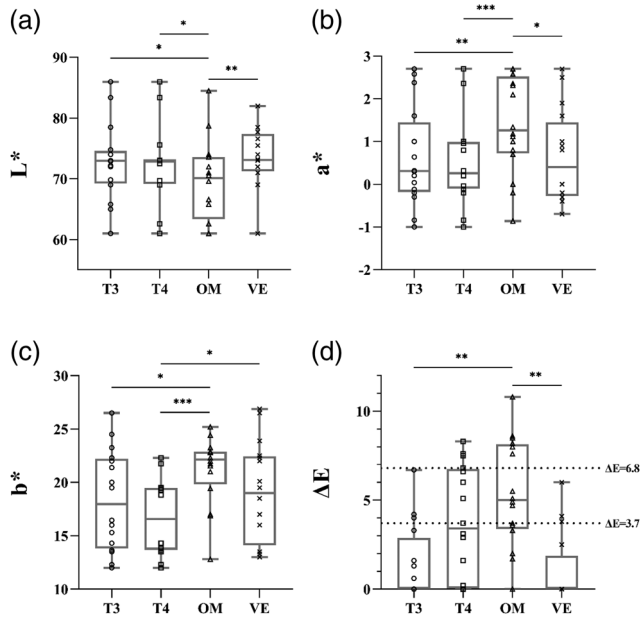 (a)
*
*
**
L*
90
80
70
60
T3 T4 OM VE
(b)
***
**
*
a*
3
2
1
0
-1
-2
T3 T4 OM VE
(c)
*
*
***
b*
30
25
20
15
10
T3 T4 OM VE
(d)
**
**
ΔE
10
5
0
ΔE=6.8
ΔE=3.7
T3 T4 OM VE